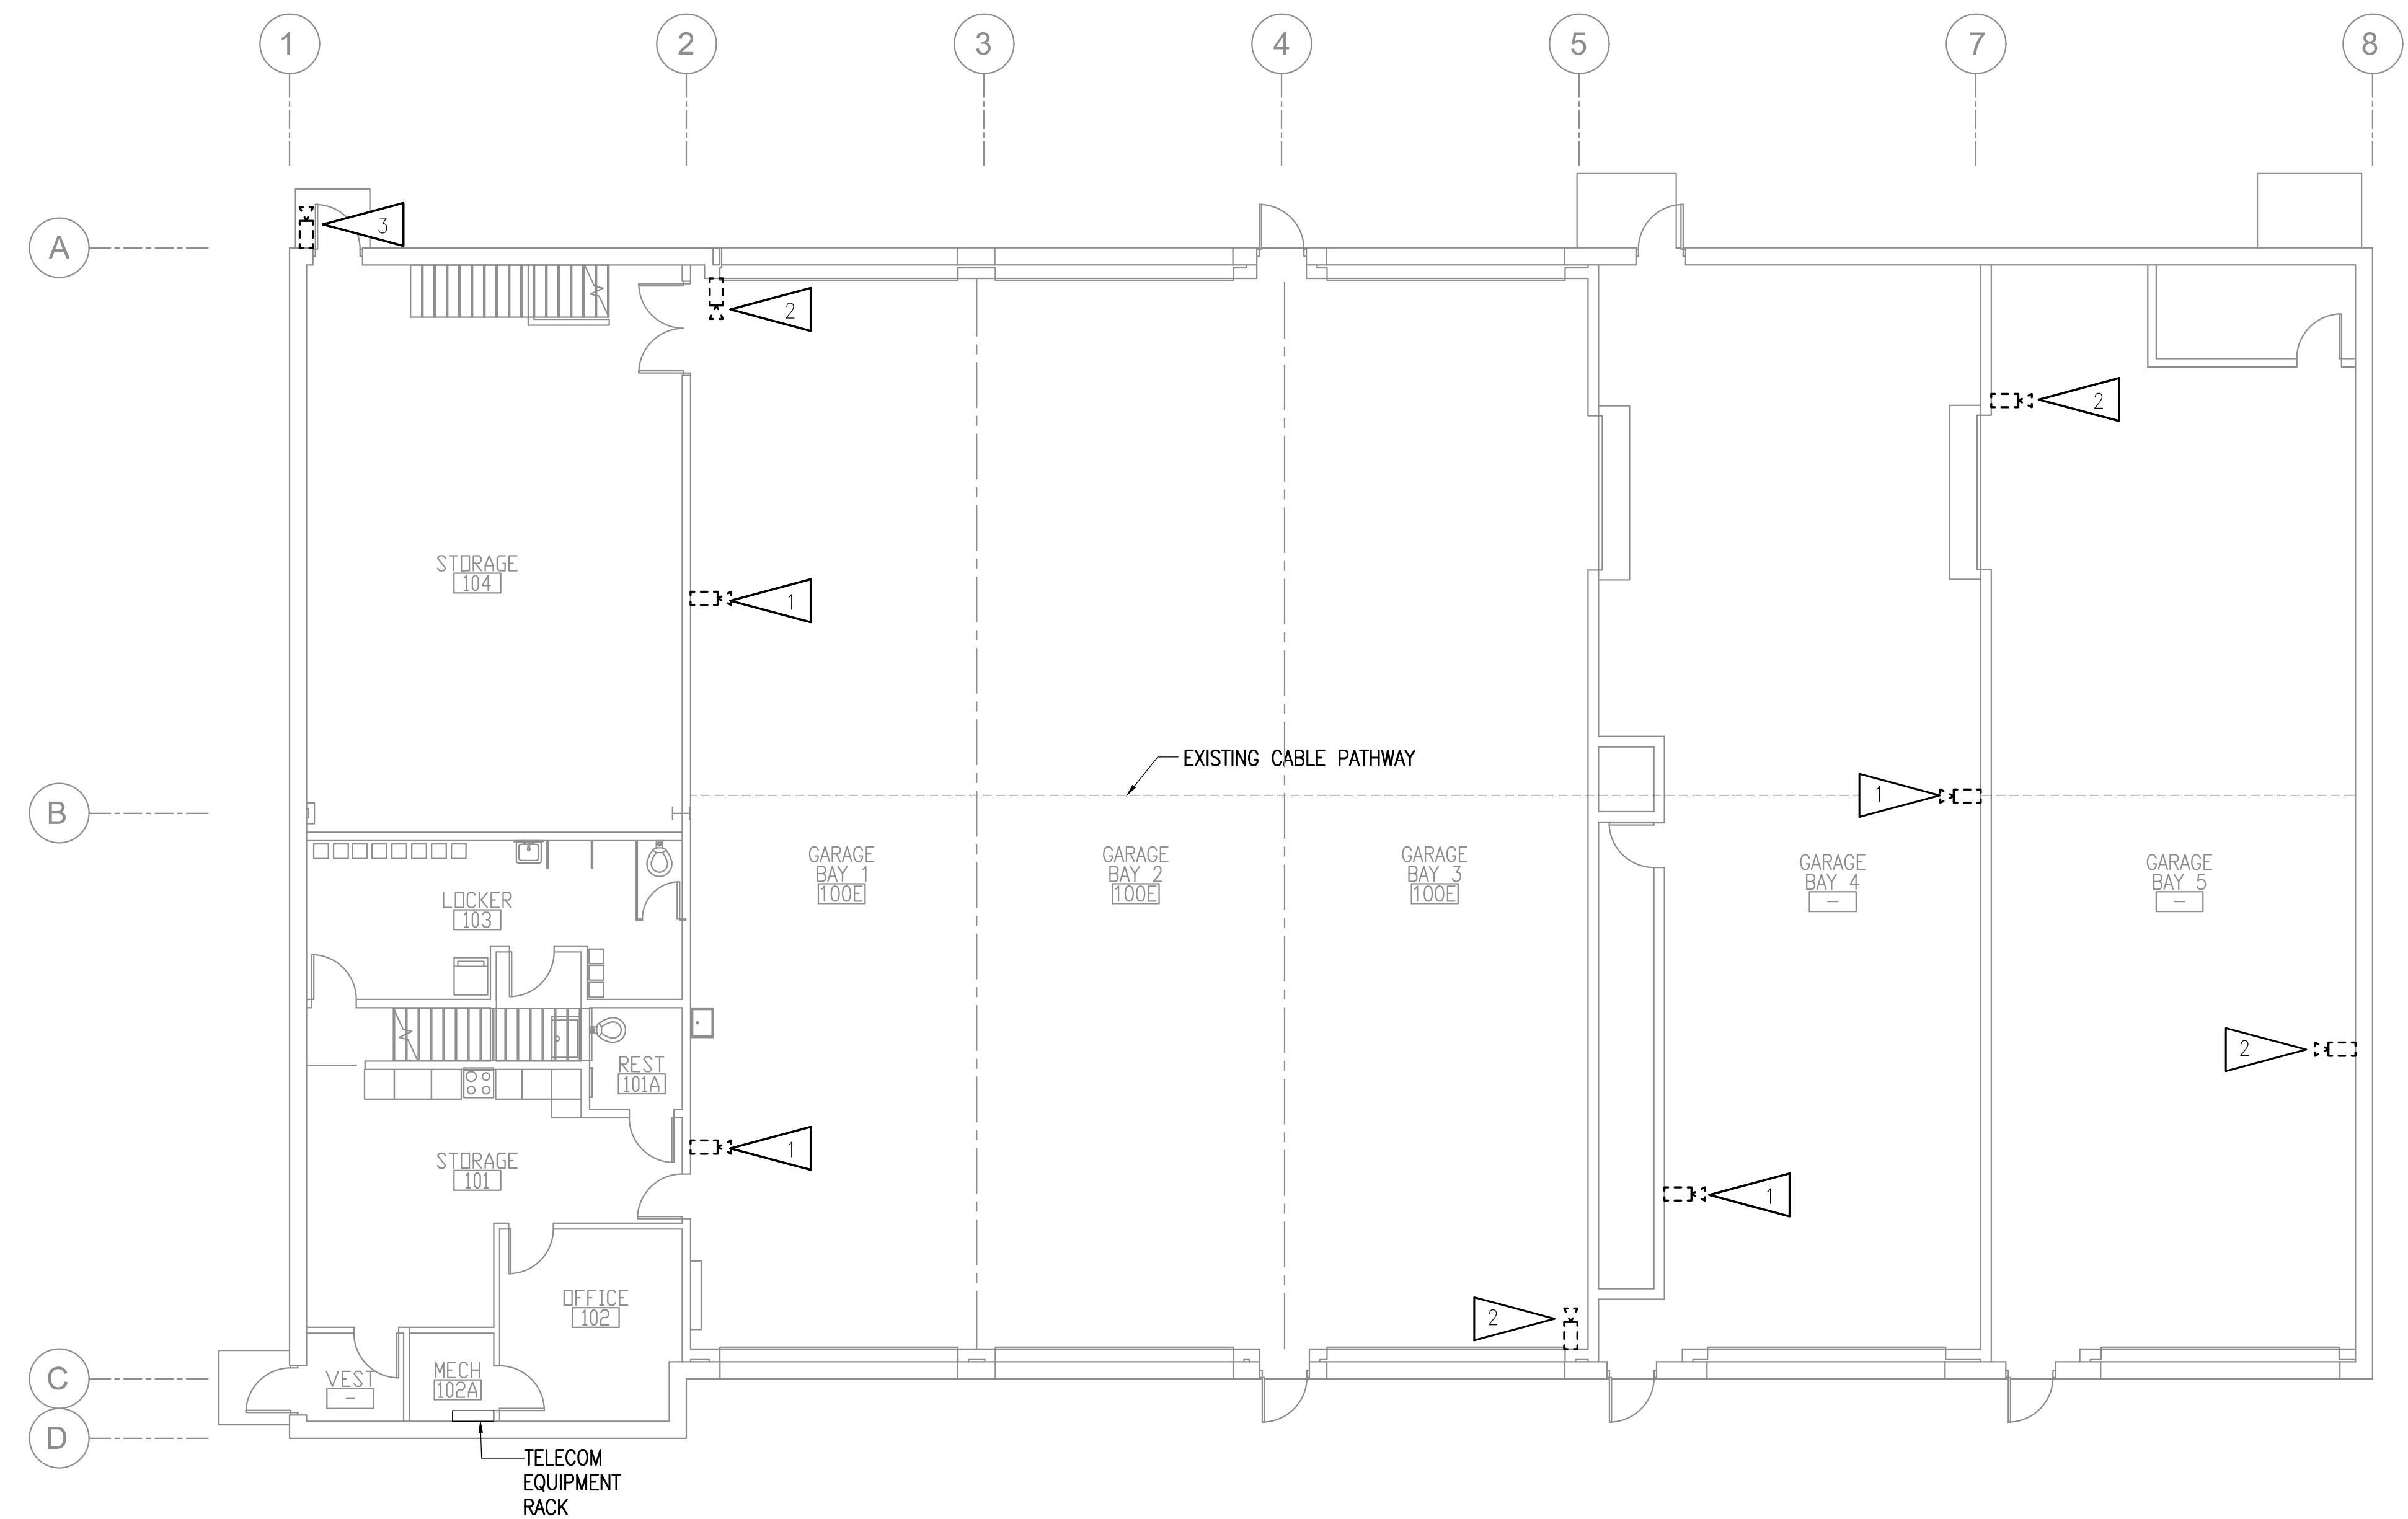 1
2
3
4
5
7
8
A
3
2
2
STORAGE
104
1
EXISTING CABLE PATHWAY
1
B
GARAGE
BAY 1
100E
GARAGE
BAY 2
100E
GARAGE
BAY 3
100E
GARAGE
BAY 4
-
GARAGE
BAY 5
-
LOCKER
103
2
REST
101A
1
STORAGE
101
1
2
OFFICE
102
C
VEST
-
MECH
102A
D
TELECOM
EQUIPMENT
RACK